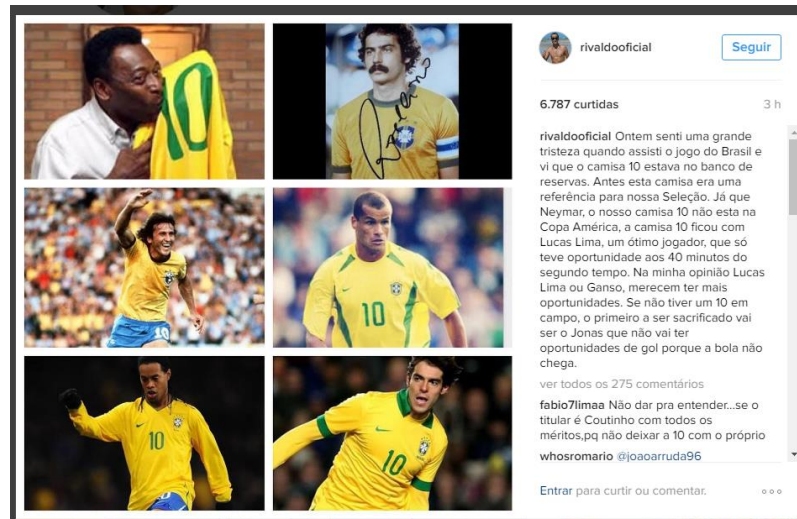 10
Rivellino
10
10
10
10
rivaldooficial
Seguir
6.787 curtidas
3 h
rivaldooficial Ontem senti uma grande
tristeza quando assisti o jogo do Brasil e
vi que o camisa 10 estava no banco de
reservas. Antes esta camisa era uma
referência para nossa Seleção. Já que
Neymar, o nosso camisa 10 não esta na
Copa América, a camisa 10 ficou com
Lucas Lima, um ótimo jogador, que só
teve oportunidade aos 40 minutos do
segundo tempo. Na minha opinião Lucas
Lima ou Ganso, merecem ter mais
oportunidades. Se não tiver um 10 em
campo, o primeiro a ser sacrificado vai
ser o Jonas que não vai ter
oportunidades de gol porque a bola não
chega.
ver todos os 275 comentários
fabio7limaa Não dar pra entender...se o
titular é Coutinho com todos os
méritos,pq não deixar a 10 com o próprio
whosromario @joaoarruda96
Entrar para curtir ou comentar.